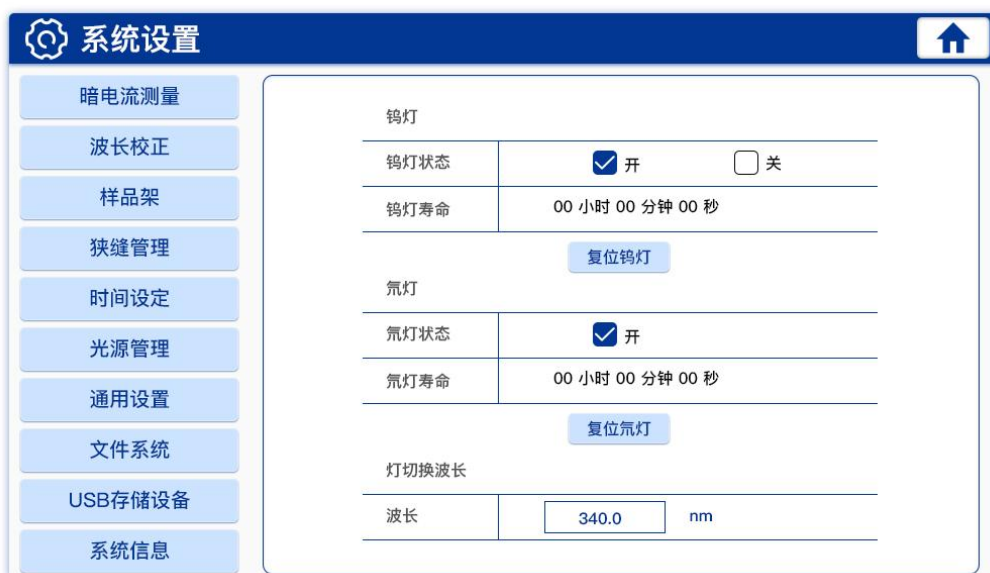 系统设置
暗电流测量
波长校正
样品架
狭缝管理
时间设定
光源管理
通用设置
文件系统
USB存储设备
系统信息
钨灯
钨灯状态 开 关
钨灯寿命 00 小时 00 分钟 00 秒
复位钨灯
氘灯
氘灯状态 开
氘灯寿命 00 小时 00 分钟 00 秒
复位氘灯
灯切换波长
波长 340.0 nm